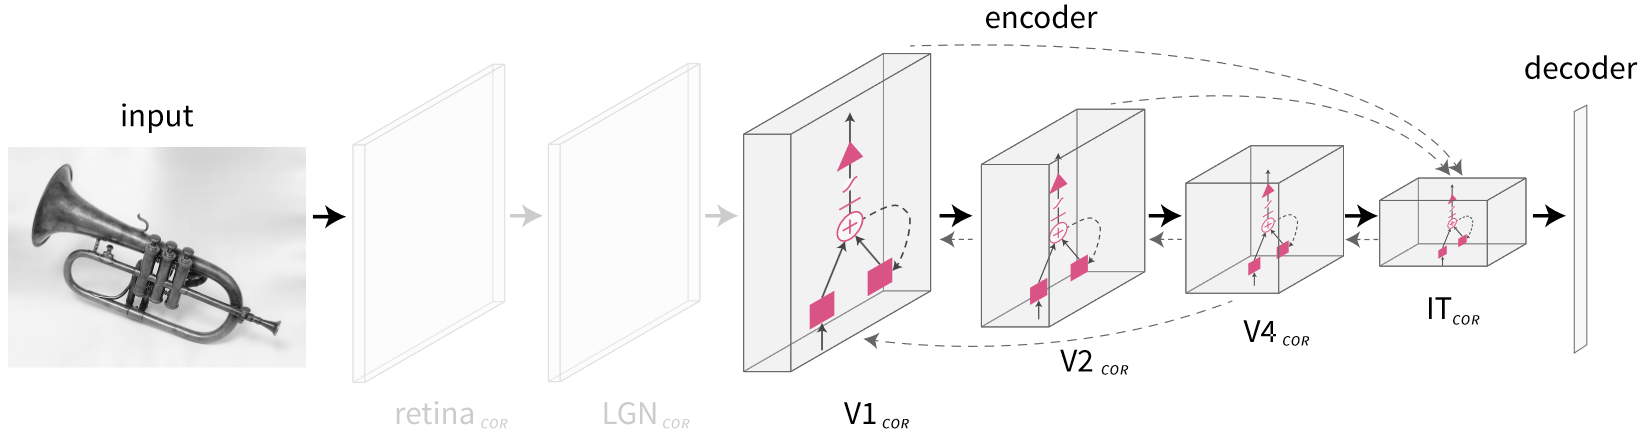 encoder
decoder
input
retina COR
LGN COR
V1 COR
V2 COR
V4 COR
IT COR